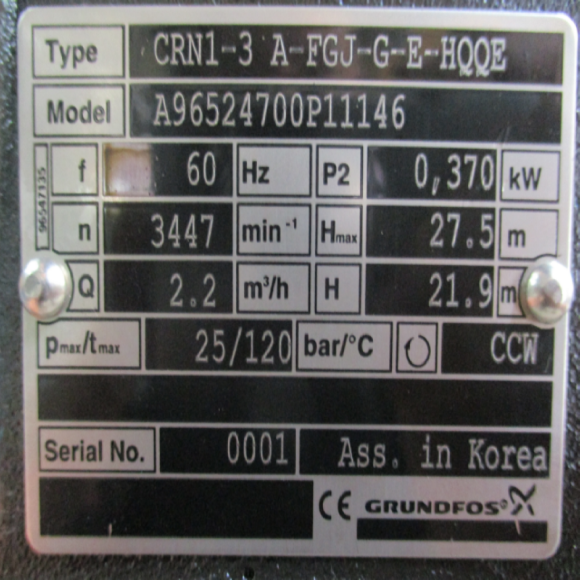 Type CRN1-3 A-FGJ-G-E-HQQE
Model A96524700P11146
96547135
f 60 Hz P2 0,370 kW
n 3447 min⁻¹ Hmax 27.5 m
Q 2.2 m³/h H 21.9 m
pmax/tmax 25/120 bar/°C CCW
Serial No. 0001 Ass. in Korea
CE GRUNDFOS